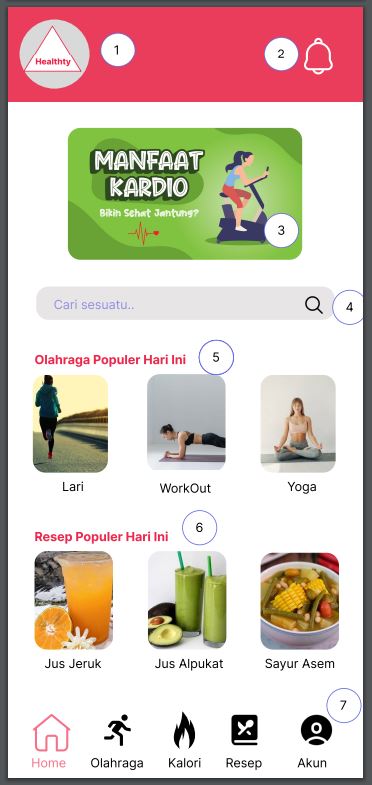 Healthty
1
2
MANFAAT
KARDIO
Bikin Sehat Jantung?
3
Cari sesuatu..
4
Olahraga Populer Hari Ini
5
Lari
WorkOut
Yoga
Resep Populer Hari Ini
6
Jus Jeruk
Jus Alpukat
Sayur Asem
7
Home
Olahraga
Kalori
Resep
Akun